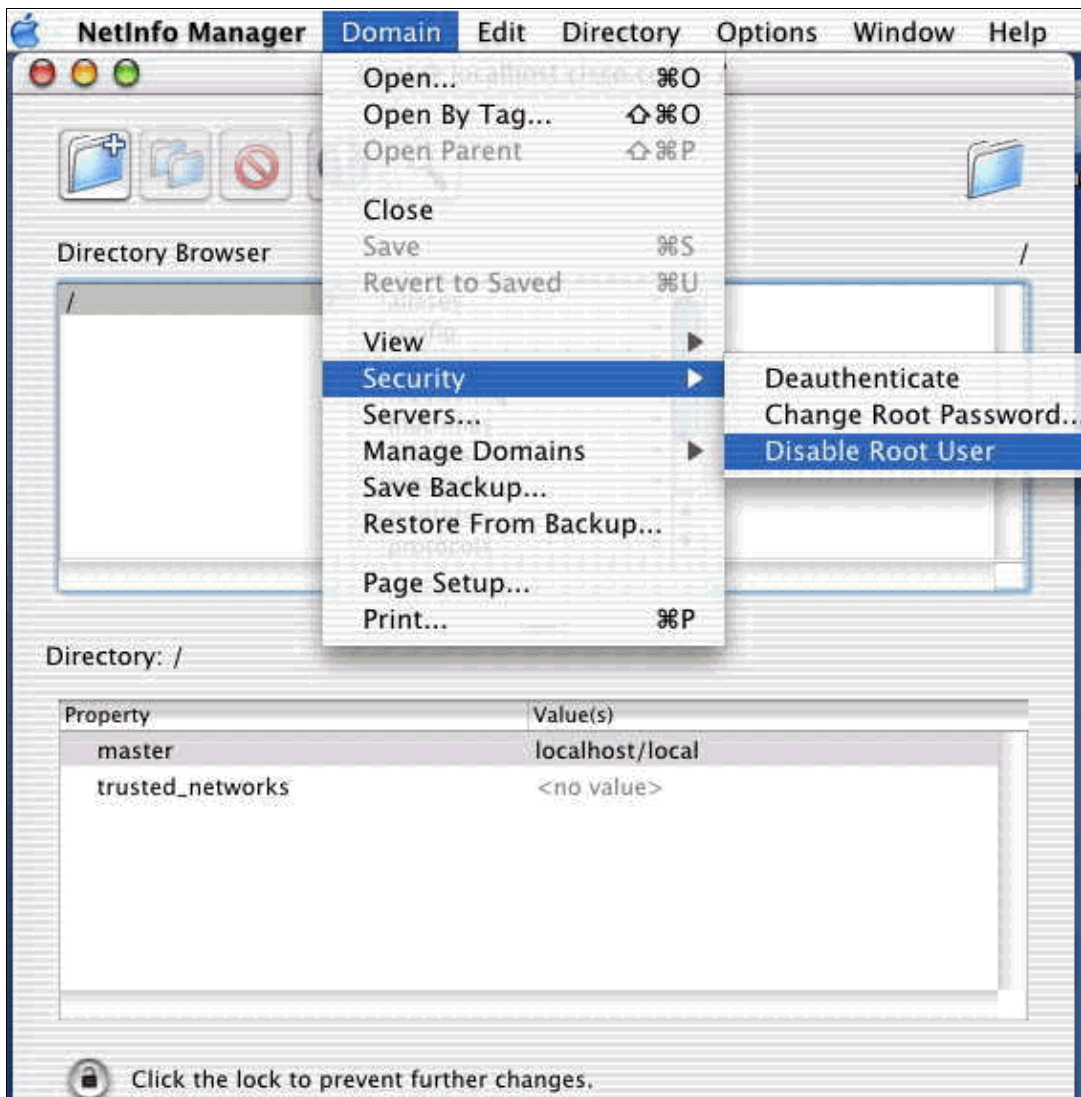 NetInfo Manager Domain Edit Directory Options Window Help
Open... ⌘O
Open By Tag... ⇧⌘O
Open Parent ⇧⌘P
Close
Save ⌘S
Revert to Saved ⌘U
View
Security
Servers...
Manage Domains
Save Backup...
Restore From Backup...
Page Setup...
Print... ⌘P
Deauthenticate
Change Root Password...
Disable Root User
Directory Browser /
/
protocols
Directory: /
Property Value(s)
master localhost/local
trusted_networks <no value>
Click the lock to prevent further changes.